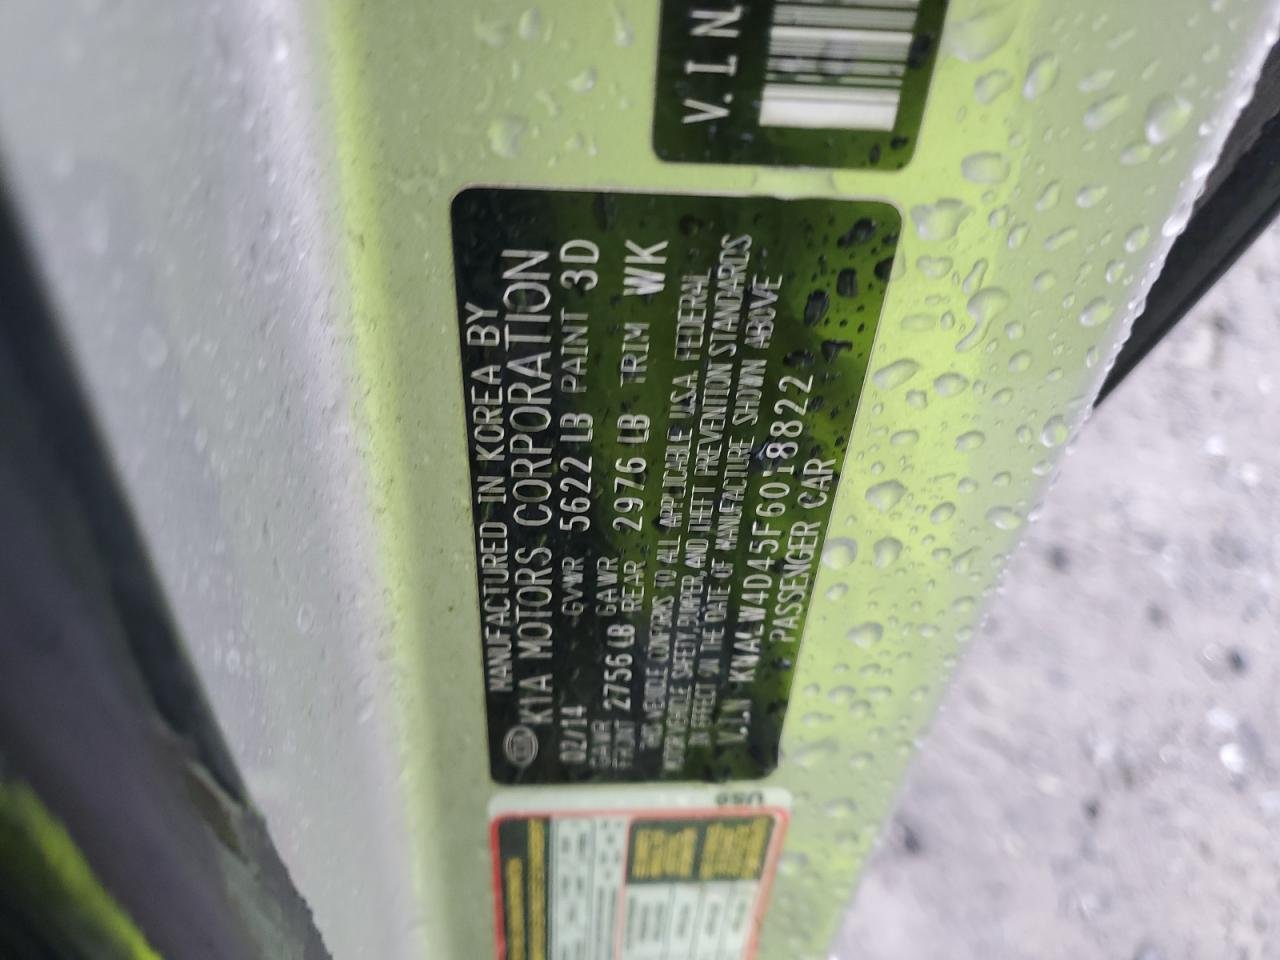 MANUFACTURED IN KOREA BY
KIA MOTORS CORPORATION
02/14 GVWR 5622 LB PAINT 3D
GAWR GAWR
FRONT 2756 LB REAR 2976 LB TRIM WK
THIS VEHICLE CONFORMS TO ALL APPLICABLE U.S.A. FEDERAL
MOTOR VEHICLE SAFETY, BUMPER, AND THEFT PREVENTION STANDARDS
IN EFFECT ON THE DATE OF MANUFACTURE SHOWN ABOVE
V.I.N KNALW4D45F6018822
PASSENGER CAR
V.I.N.